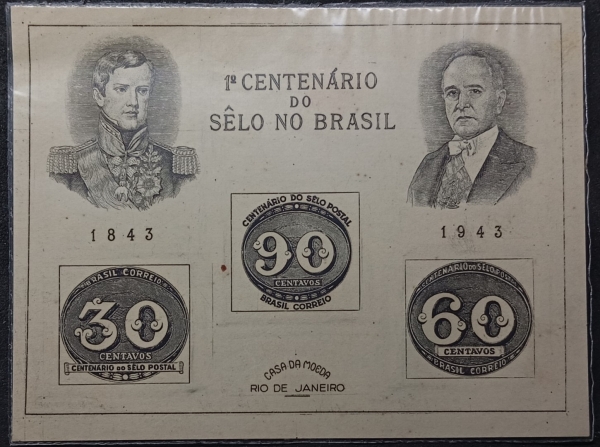 1º CENTENÁRIO
DO
SÊLO NO BRASIL
1843
1943
CENTENÁRIO DO SÊLO POSTAL
90
CENTAVOS
BRASIL CORREIO
BRASIL CORREIO
30
CENTAVOS
CENTENÁRIO DO SÊLO POSTAL
CENTENÁRIO DO SÊLO POSTAL
60
CENTAVOS
BRASIL CORREIO
CASA DA MOEDA
RIO DE JANEIRO